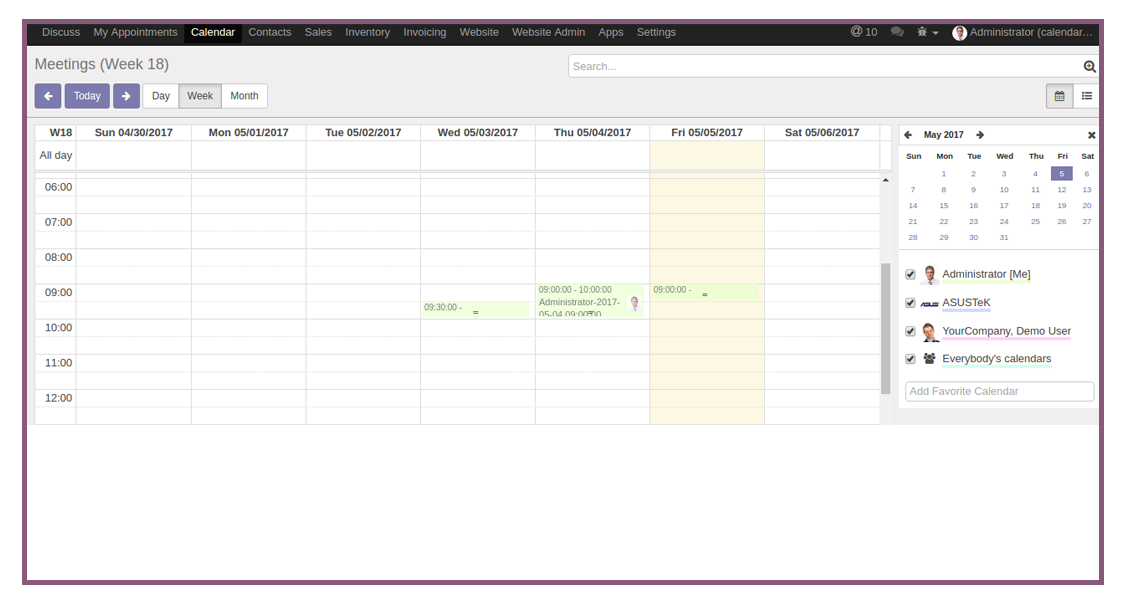 Discuss My Appointments Calendar Contacts Sales Inventory Invoicing Website Website Admin Apps Settings @ 10 Administrator (calendar...
Meetings (Week 18) Search...
Today Day Week Month
W18 Sun 04/30/2017 Mon 05/01/2017 Tue 05/02/2017 Wed 05/03/2017 Thu 05/04/2017 Fri 05/05/2017 Sat 05/06/2017
All day
06:00
07:00
08:00
09:00
09:00:00 - 10:00:00 09:00:00 -
Administrator-2017-
09:30:00 - 05-04 09:00:00
10:00
11:00
12:00
May 2017
Sun Mon Tue Wed Thu Fri Sat
1 2 3 4 5 6
7 8 9 10 11 12 13
14 15 16 17 18 19 20
21 22 23 24 25 26 27
28 29 30 31
Administrator [Me]
ASUS ASUSTeK
YourCompany, Demo User
Everybody's calendars
Add Favorite Calendar